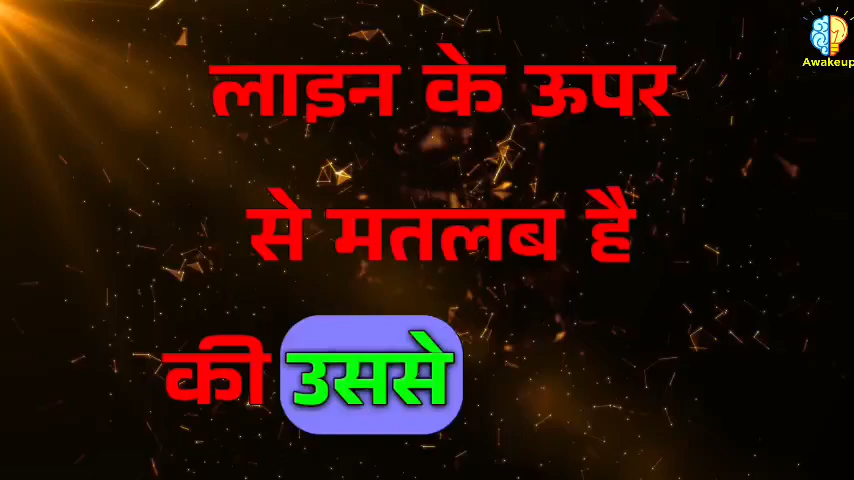 Awakeup
लाइन के ऊपर
से मतलब है
की उससे